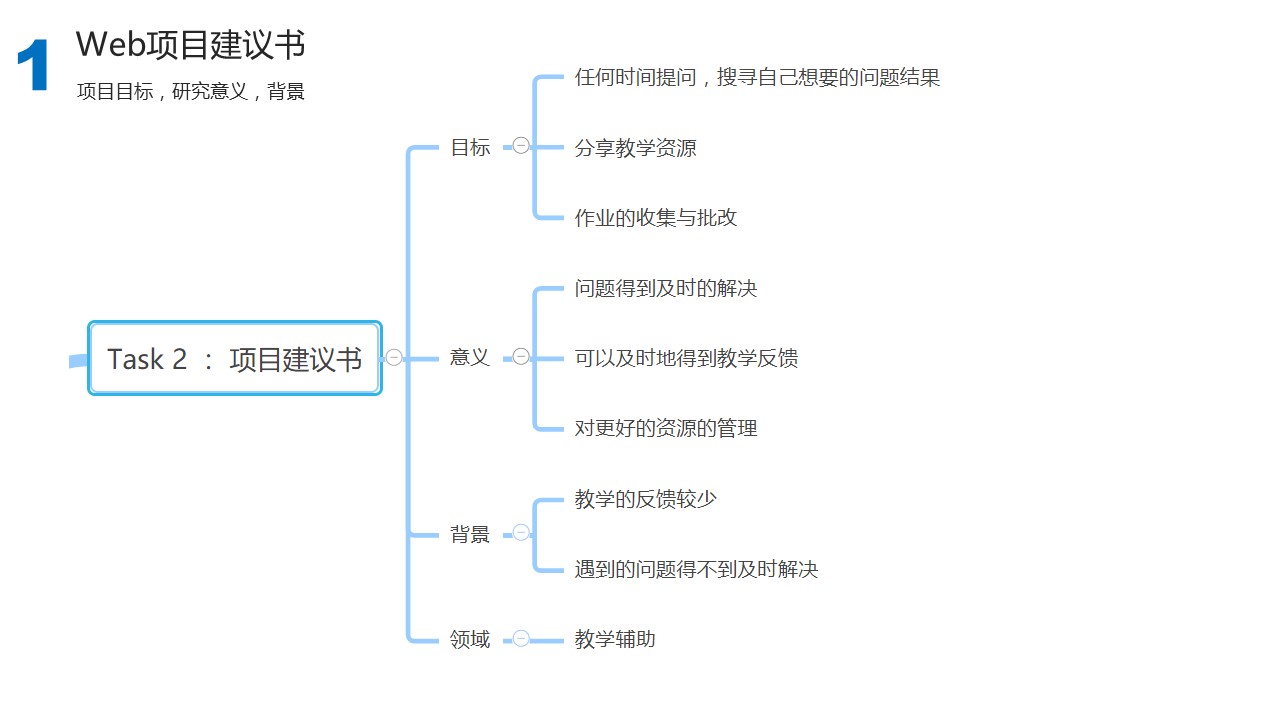 1
Web项目建议书
项目目标，研究意义，背景
Task 2 ： 项目建议书
目标
任何时间提问，搜寻自己想要的问题结果
分享教学资源
作业的收集与批改
意义
问题得到及时的解决
可以及时地得到教学反馈
对更好的资源的管理
背景
教学的反馈较少
遇到的问题得不到及时解决
领域
教学辅助